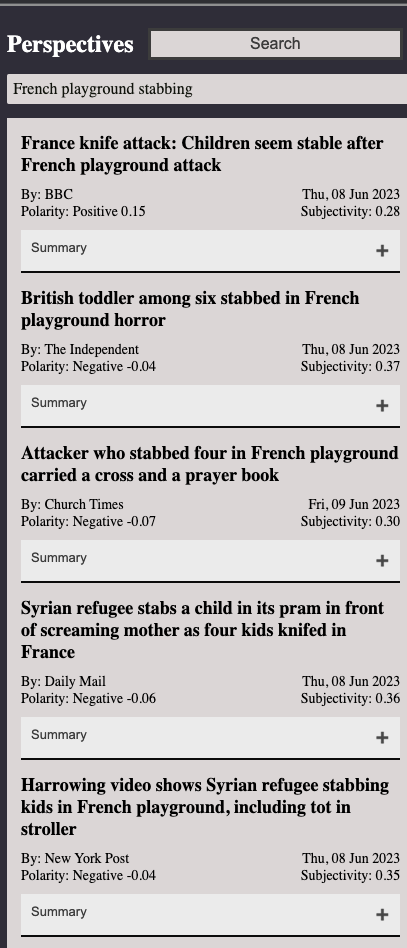 Perspectives
Search
French playground stabbing
France knife attack: Children seem stable after
French playground attack
By: BBC
Thu, 08 Jun 2023
Polarity: Positive 0.15
Subjectivity: 0.28
Summary
+
British toddler among six stabbed in French
playground horror
By: The Independent
Thu, 08 Jun 2023
Polarity: Negative -0.04
Subjectivity: 0.37
Summary
+
Attacker who stabbed four in French playground
carried a cross and a prayer book
By: Church Times
Fri, 09 Jun 2023
Polarity: Negative -0.07
Subjectivity: 0.30
Summary
+
Syrian refugee stabs a child in its pram in front
of screaming mother as four kids knifed in
France
By: Daily Mail
Thu, 08 Jun 2023
Polarity: Negative -0.06
Subjectivity: 0.36
Summary
+
Harrowing video shows Syrian refugee stabbing
kids in French playground, including tot in
stroller
By: New York Post
Thu, 08 Jun 2023
Polarity: Negative -0.04
Subjectivity: 0.35
Summary
+